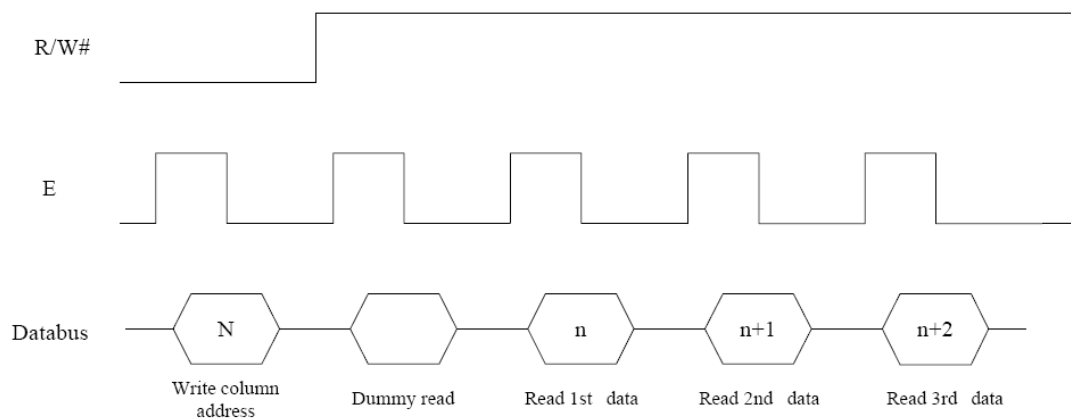 R/W#
E
Databus
N
n
n+1
n+2
Write column
address
Dummy read
Read 1st data
Read 2nd data
Read 3rd data